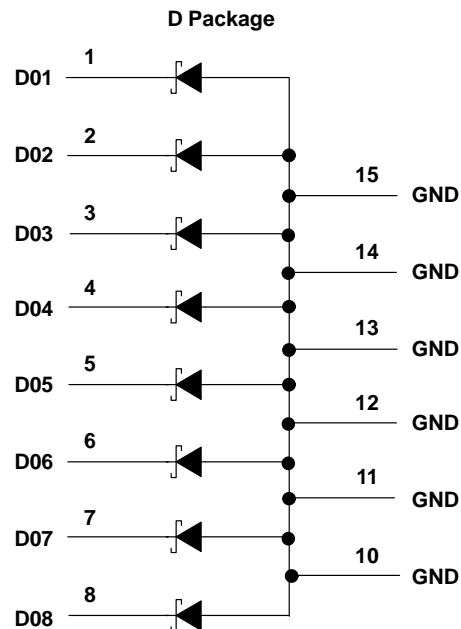 D Package
1
D01
2
D02
15
GND
3
D03
14
GND
4
D04
13
GND
5
D05
12
GND
6
D06
11
GND
7
D07
10
GND
8
D08